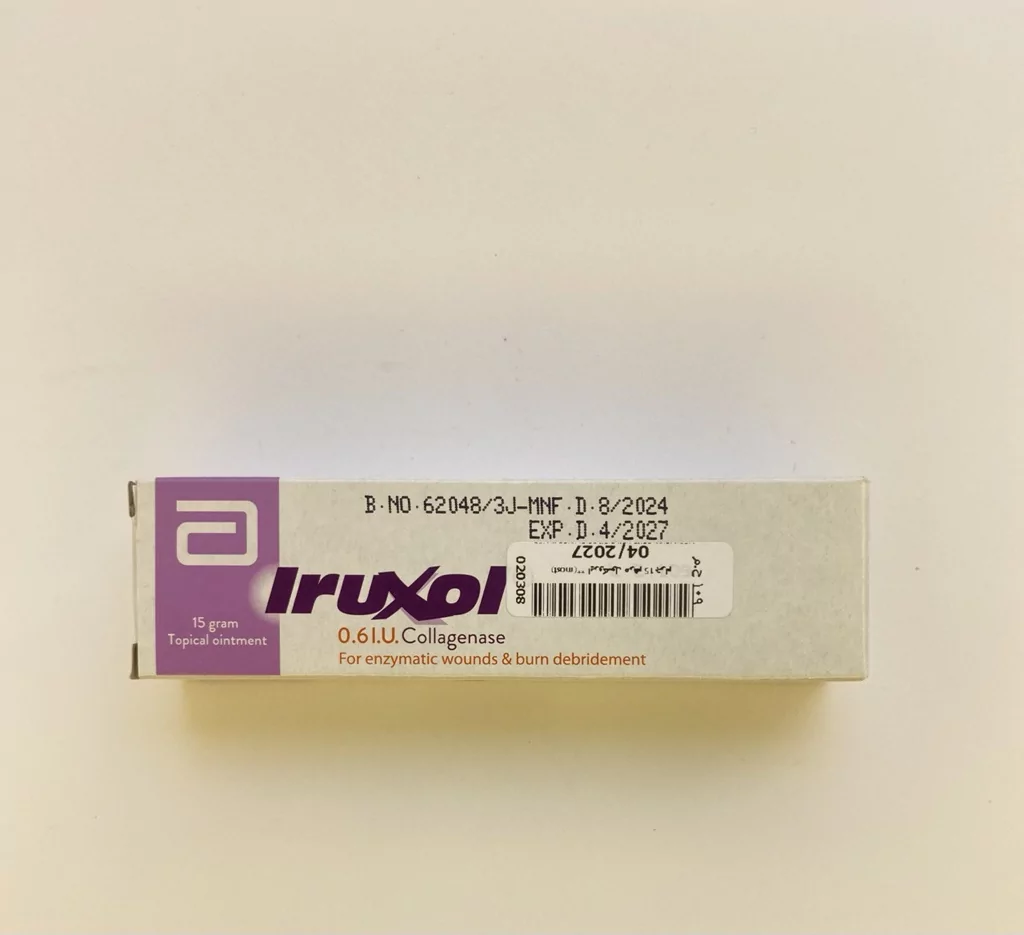 B.NO.62048/3J-MNF.D.8/2024
EXP.D.4/2027
04/2027
020308
Iruxol
15 gram
Topical ointment
0.6 I.U. Collagenase
For enzymatic wounds & burn debridement